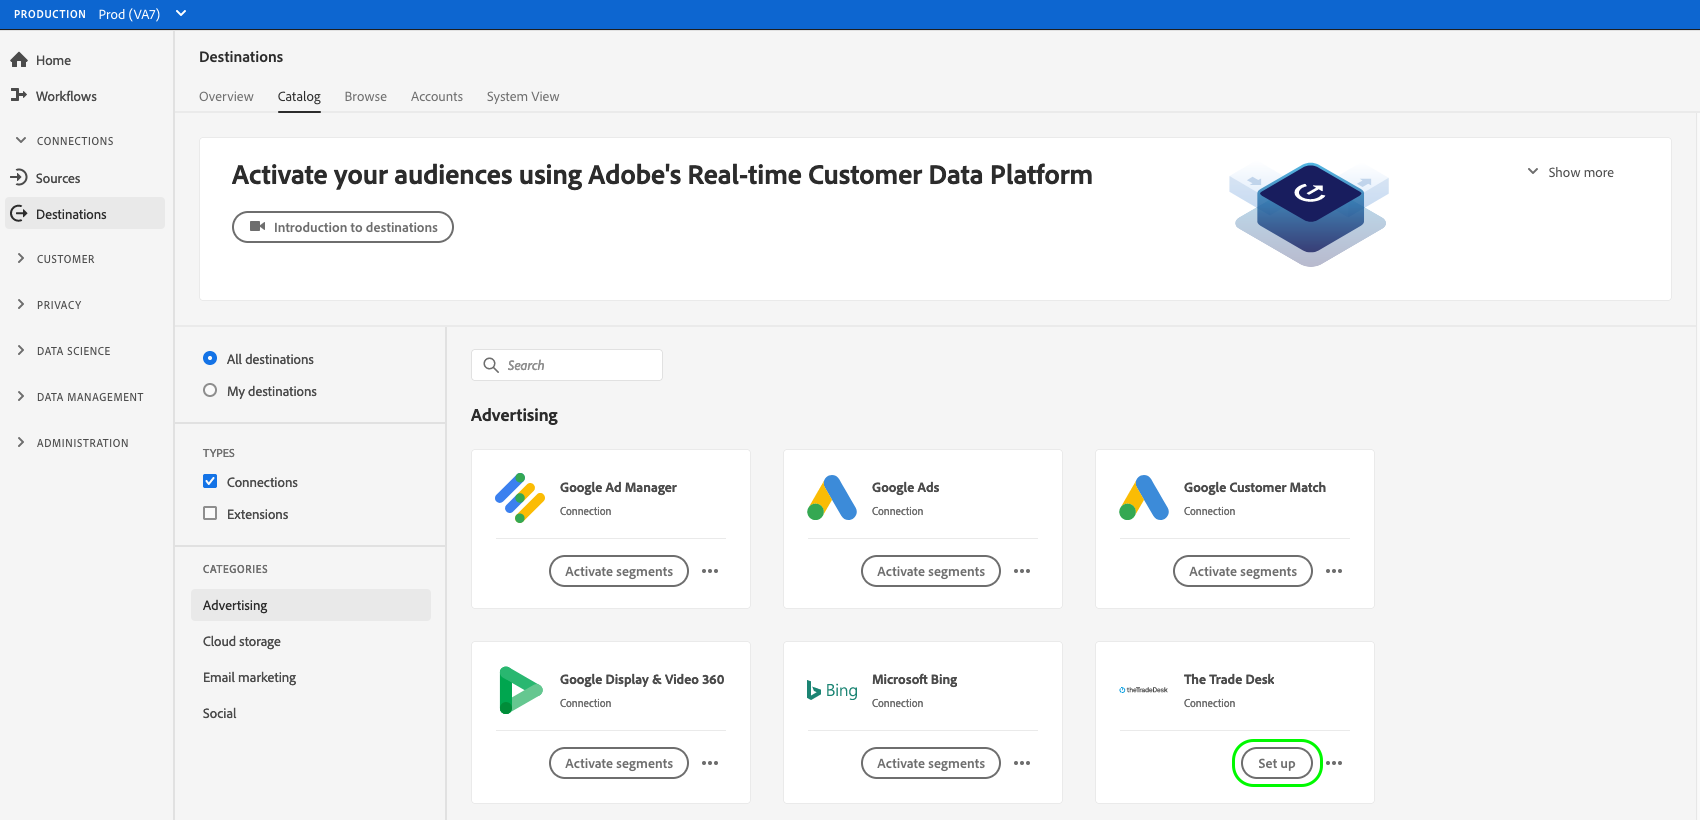 PRODUCTION Prod (VA7)
Home
Workflows
CONNECTIONS
Sources
Destinations
CUSTOMER
PRIVACY
DATA SCIENCE
DATA MANAGEMENT
ADMINISTRATION
Destinations
Overview Catalog Browse Accounts System View
Activate your audiences using Adobe's Real-time Customer Data Platform
Introduction to destinations
Show more
All destinations
My destinations
TYPES
Connections
Extensions
CATEGORIES
Advertising
Cloud storage
Email marketing
Social
Search
Advertising
Google Ad Manager
Connection
Activate segments
Google Ads
Connection
Activate segments
Google Customer Match
Connection
Activate segments
Google Display & Video 360
Connection
Activate segments
Bing
Microsoft Bing
Connection
Activate segments
theTradeDesk
The Trade Desk
Connection
Set up